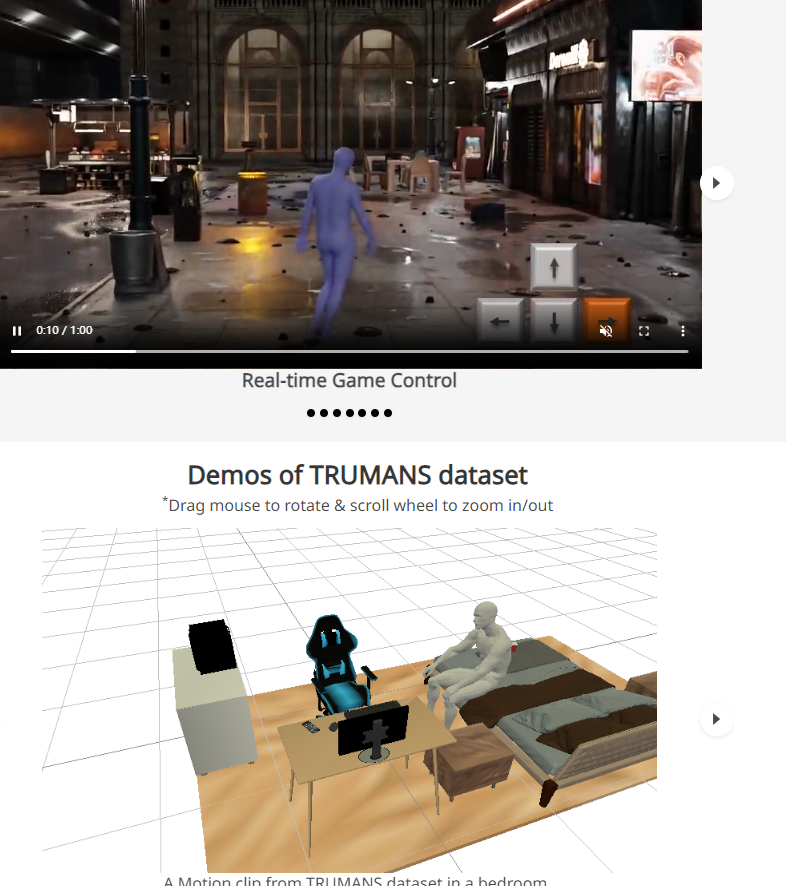 0:10 / 1:00
Real-time Game Control
Demos of TRUMANS dataset
*Drag mouse to rotate & scroll wheel to zoom in/out
A Motion clip from TRUMANS dataset in a bedroom